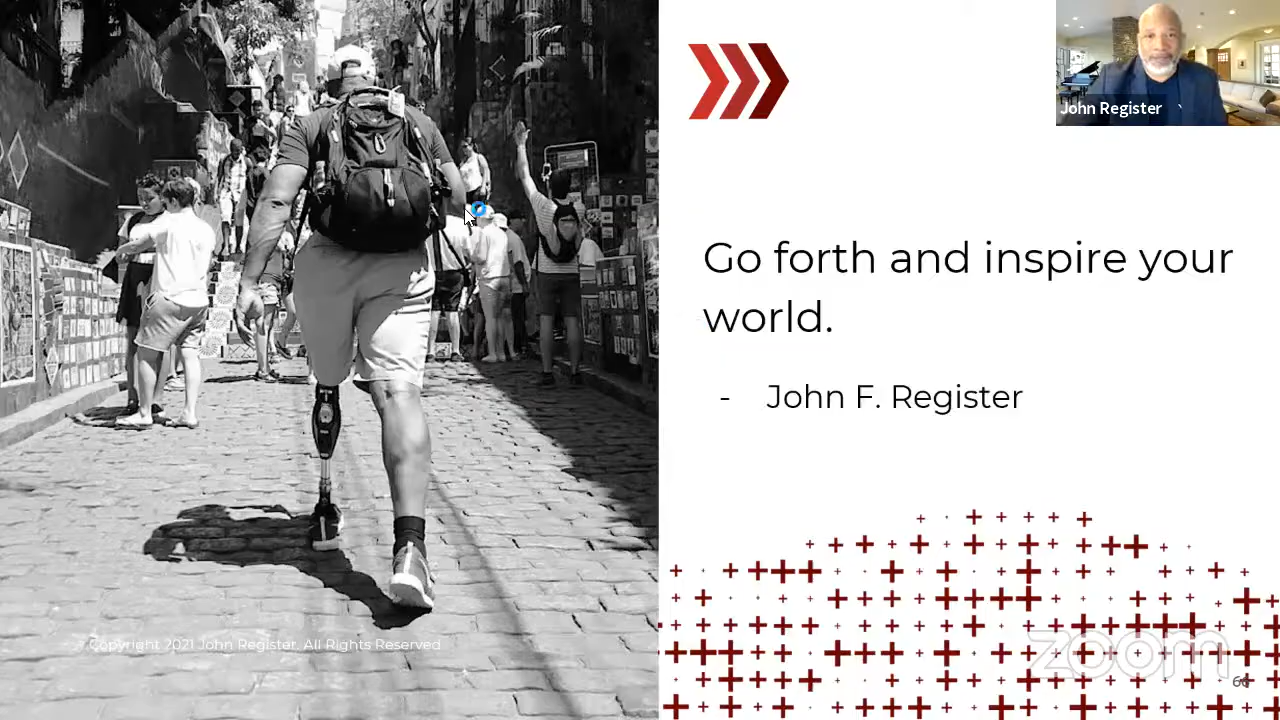 John Register
Go forth and inspire your
world.
- John F. Register
Copyright 2021 John Register. All Rights Reserved
zoom